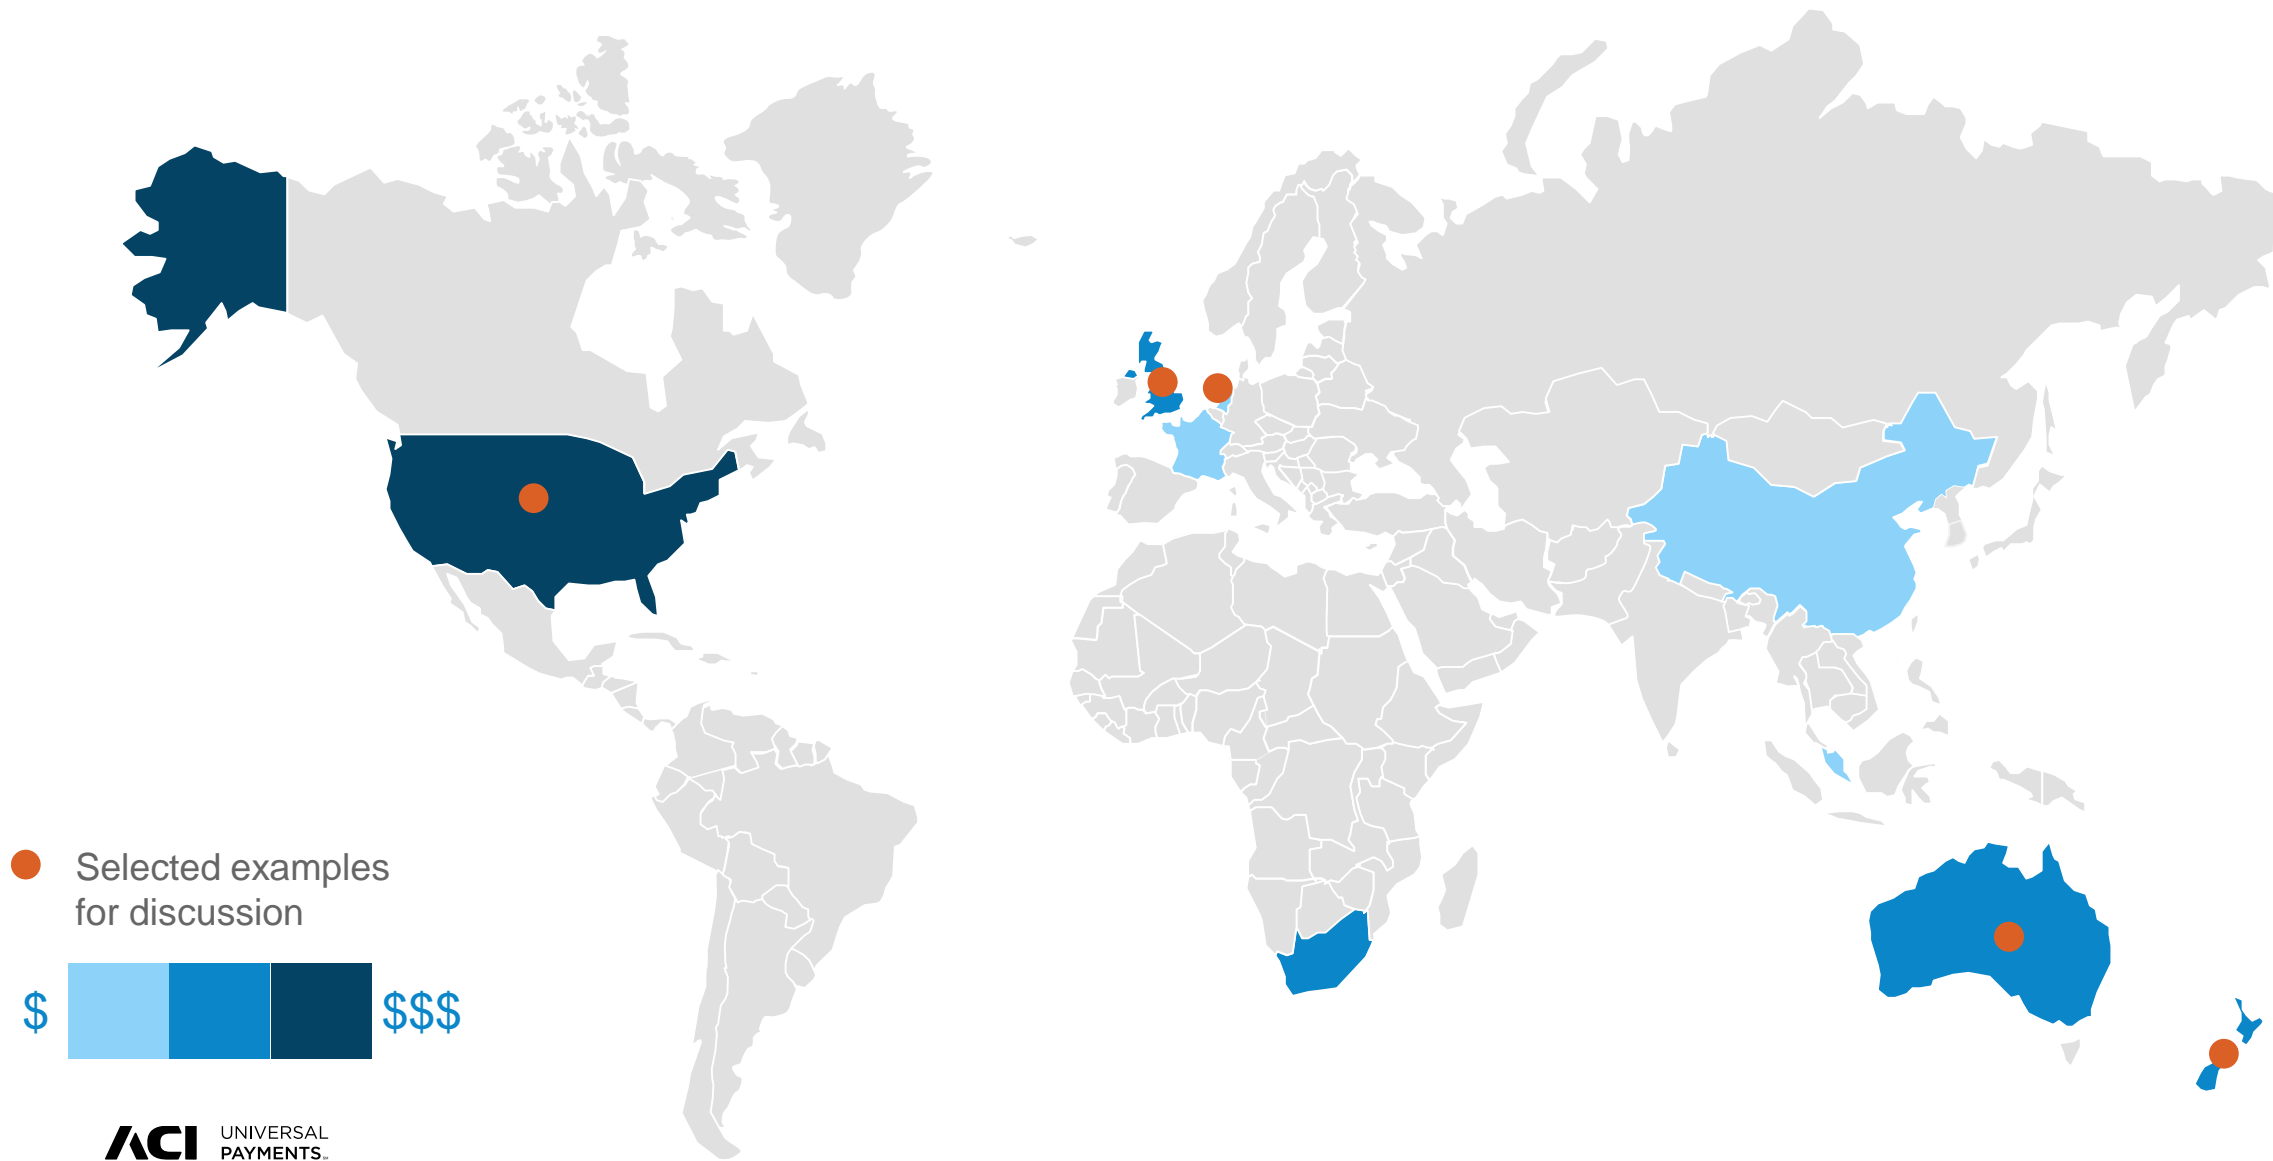 Selected examples
for discussion
$ $$$
ACI UNIVERSAL
PAYMENTS